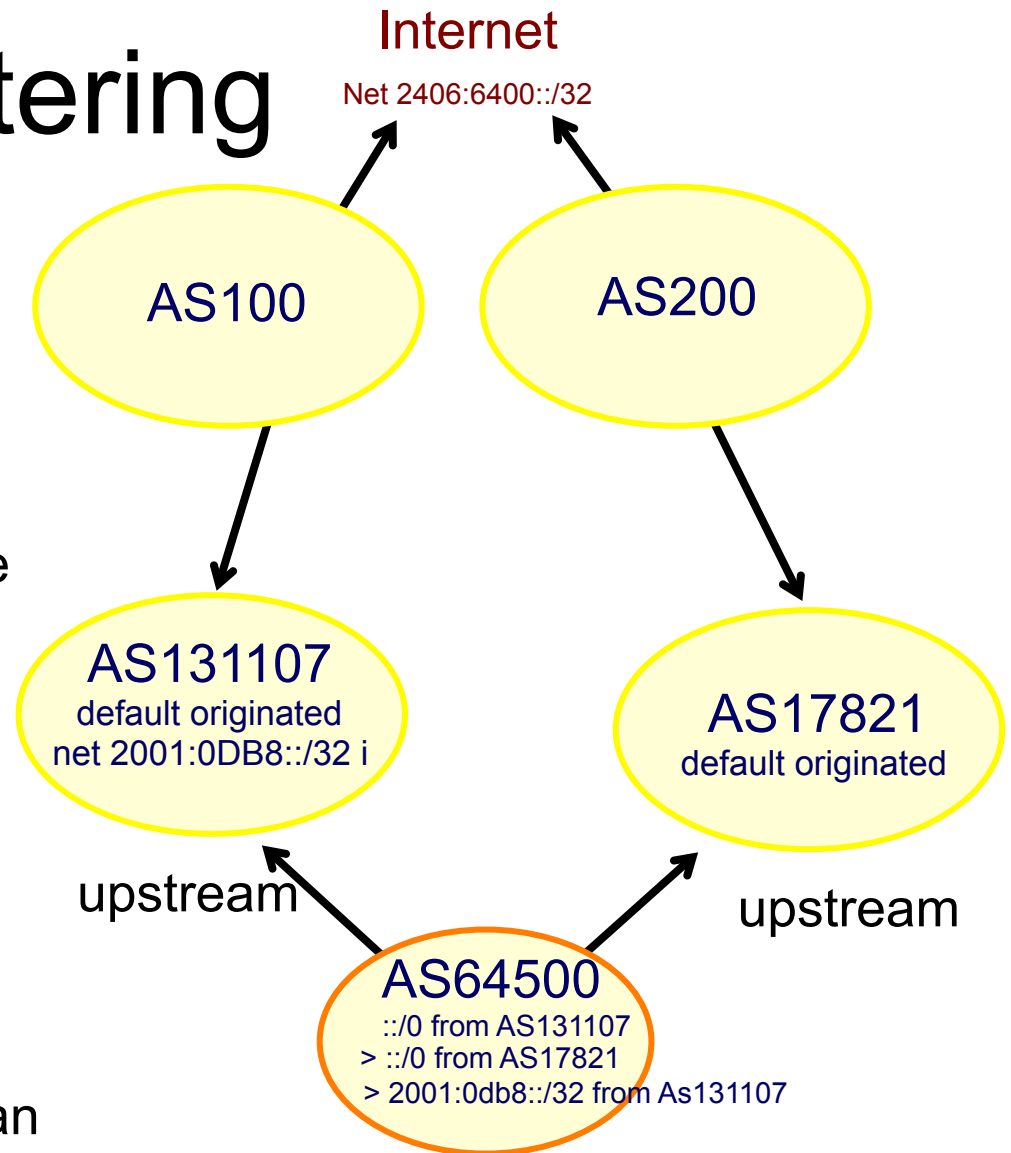 Internet
tering
Net 2406:6400::/32
AS100
AS200
e
AS131107
default originated
net 2001:0DB8::/32 i
AS17821
default originated
upstream
upstream
AS64500
::/0 from AS131107
> ::/0 from AS17821
> 2001:0db8::/32 from As131107
an